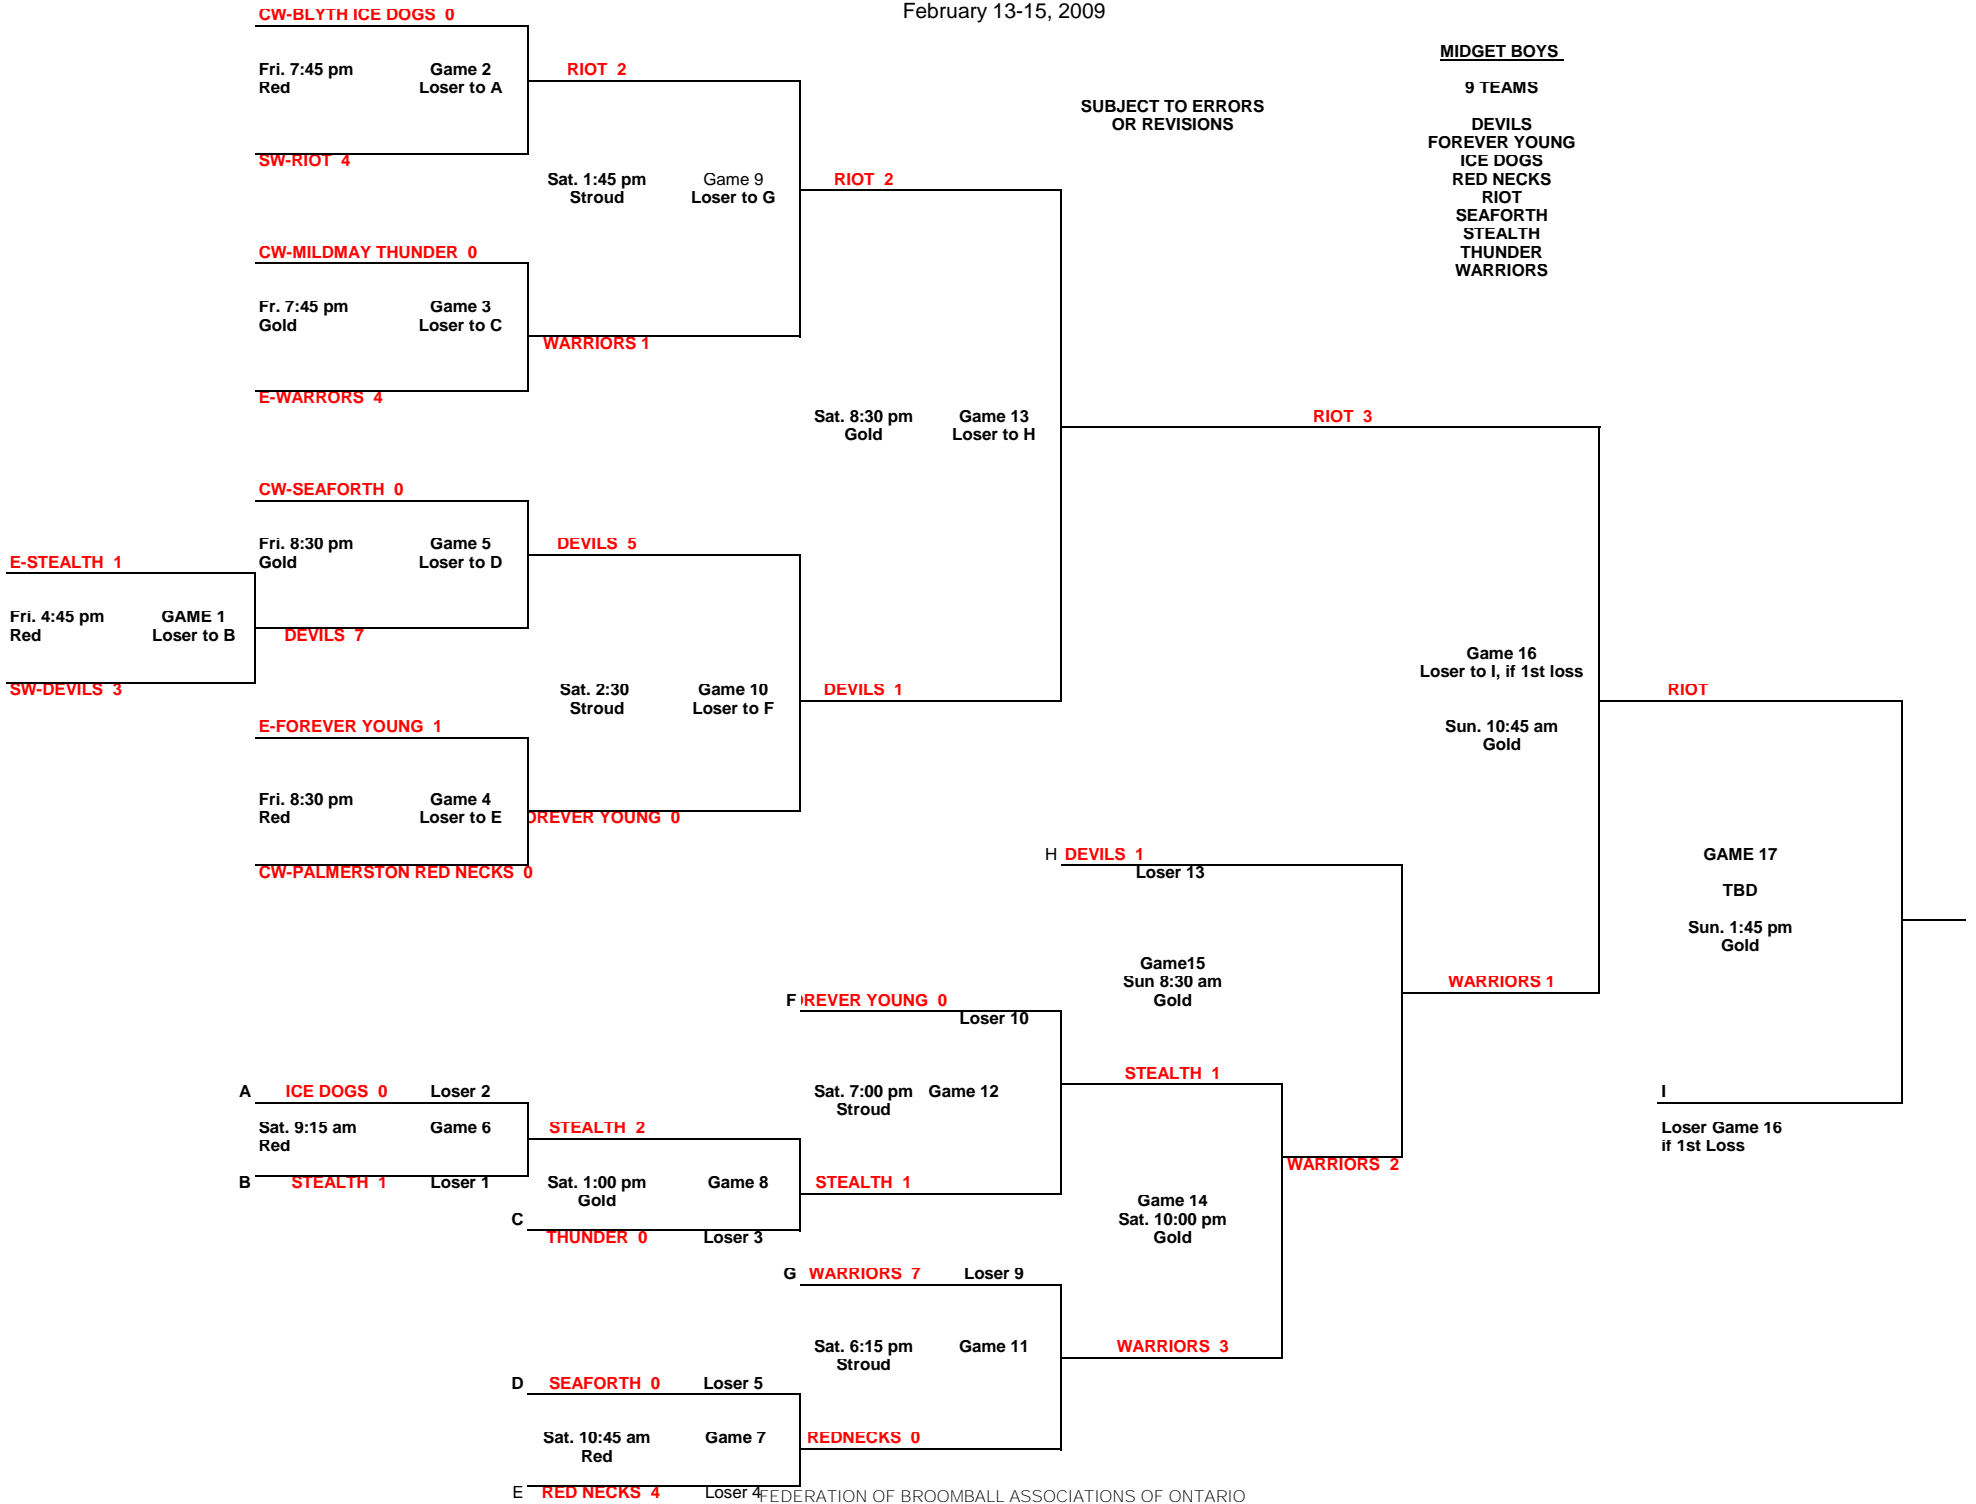 February 13-15, 2009
CW-BLYTH ICE DOGS 0
MIDGET BOYS
Fri. 7:45 pm Game 2 RIOT 2
Red Loser to A
9 TEAMS
SUBJECT TO ERRORS
OR REVISIONS
DEVILS
FOREVER YOUNG
ICE DOGS
RED NECKS
RIOT
SEAFORTH
STEALTH
THUNDER
WARRIORS
SW-RIOT 4
Sat. 1:45 pm Game 9 RIOT 2
Stroud Loser to G
CW-MILDMAY THUNDER 0
Fr. 7:45 pm Game 3
Gold Loser to C
WARRIORS 1
E-WARRORS 4
Sat. 8:30 pm Game 13 RIOT 3
Gold Loser to H
CW-SEAFORTH 0
Fri. 8:30 pm Game 5 DEVILS 5
Gold Loser to D
E-STEALTH 1
Fri. 4:45 pm GAME 1
Red Loser to B DEVILS 7
SW-DEVILS 3
Sat. 2:30 Game 10 DEVILS 1
Stroud Loser to F
Game 16
Loser to I, if 1st loss
RIOT
Sun. 10:45 am
Gold
E-FOREVER YOUNG 1
Fri. 8:30 pm Game 4
Red Loser to E OREVER YOUNG 0
CW-PALMERSTON RED NECKS 0
H DEVILS 1
Loser 13
GAME 17
TBD
Sun. 1:45 pm
Gold
Game15
Sun 8:30 am
Gold
WARRIORS 1
F REVER YOUNG 0
Loser 10
STEALTH 1
A ICE DOGS 0 Loser 2
Sat. 7:00 pm Game 12
Stroud
I
Loser Game 16
if 1st Loss
Sat. 9:15 am Game 6 STEALTH 2
Red
WARRIORS 2
B STEALTH 1 Loser 1
Sat. 1:00 pm Game 8 STEALTH 1
Gold
Game 14
Sat. 10:00 pm
Gold
C
THUNDER 0 Loser 3
G WARRIORS 7 Loser 9
Sat. 6:15 pm Game 11 WARRIORS 3
Stroud
D SEAFORTH 0 Loser 5
Sat. 10:45 am Game 7 REDNECKS 0
Red
E RED NECKS 4 Loser 4
FEDERATION OF BROOMBALL ASSOCIATIONS OF ONTARIO